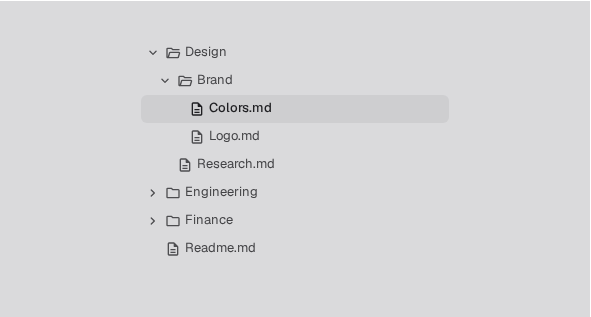 Design
Brand
Colors.md
Logo.md
Research.md
Engineering
Finance
Readme.md